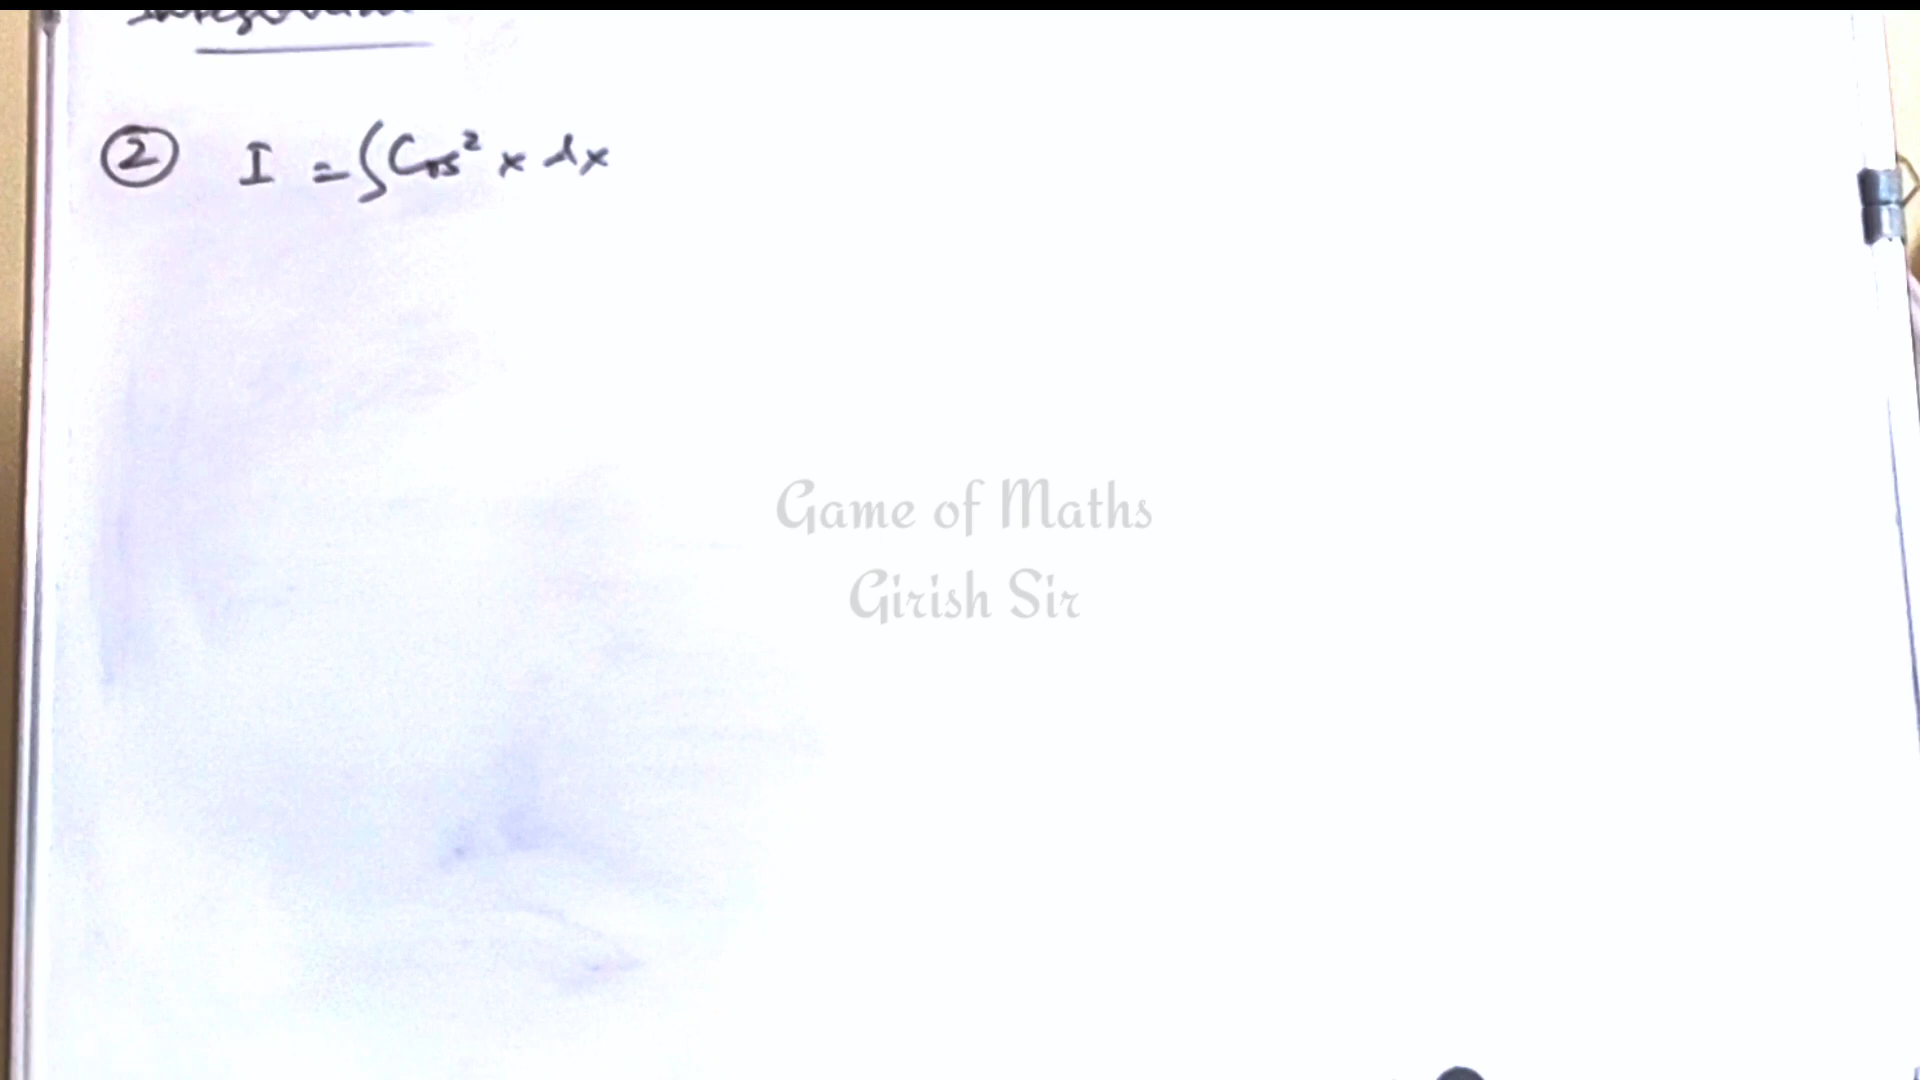 ② I = ∫ Cos² x dx
Game of Maths
Girish Sir